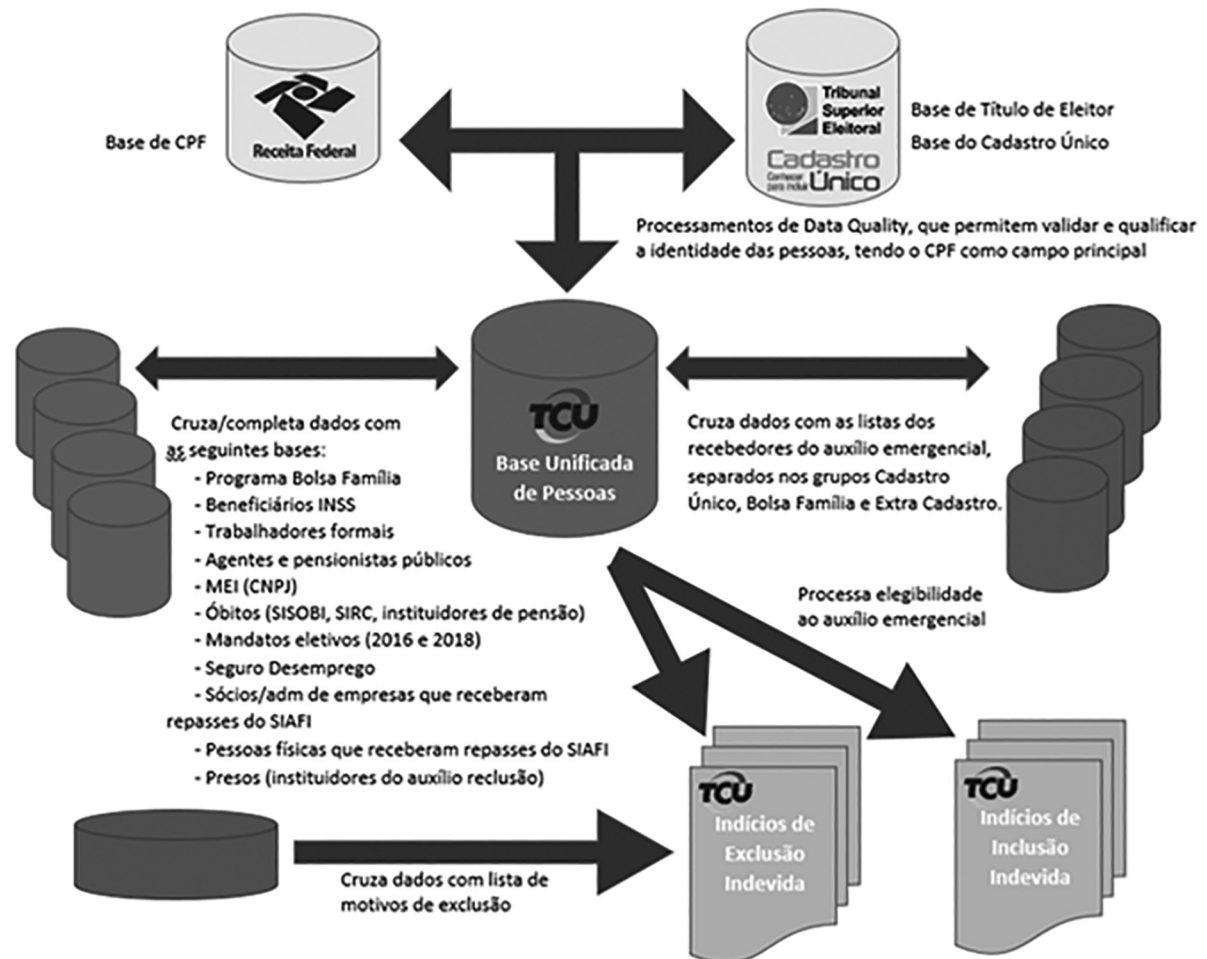 Base de CPF
Receita Federal
Tribunal
Superior
Eleitoral
Cadastro
Conhecer
para incluir Único
Base de Título de Eleitor
Base do Cadastro Único
Processamentos de Data Quality, que permitem validar e qualificar
a identidade das pessoas, tendo o CPF como campo principal
TCU
Base Unificada
de Pessoas
Cruza/completa dados com
as seguintes bases:
- Programa Bolsa Família
- Beneficiários INSS
- Trabalhadores formais
- Agentes e pensionistas públicos
- MEI (CNPJ)
- Óbitos (SISOBI, SIRC, instituidores de pensão)
- Mandatos eletivos (2016 e 2018)
- Seguro Desemprego
- Sócios/adm de empresas que receberam
repasses do SIAFI
- Pessoas físicas que receberam repasses do SIAFI
- Presos (instituidores do auxílio reclusão)
Cruza dados com as listas dos
recebedores do auxílio emergencial,
separados nos grupos Cadastro
Único, Bolsa Família e Extra Cadastro.
Processa elegibilidade
ao auxílio emergencial
Cruza dados com lista de
motivos de exclusão
TCU
Indícios de
Exclusão
Indevida
TCU
Indícios de
Inclusão
Indevida